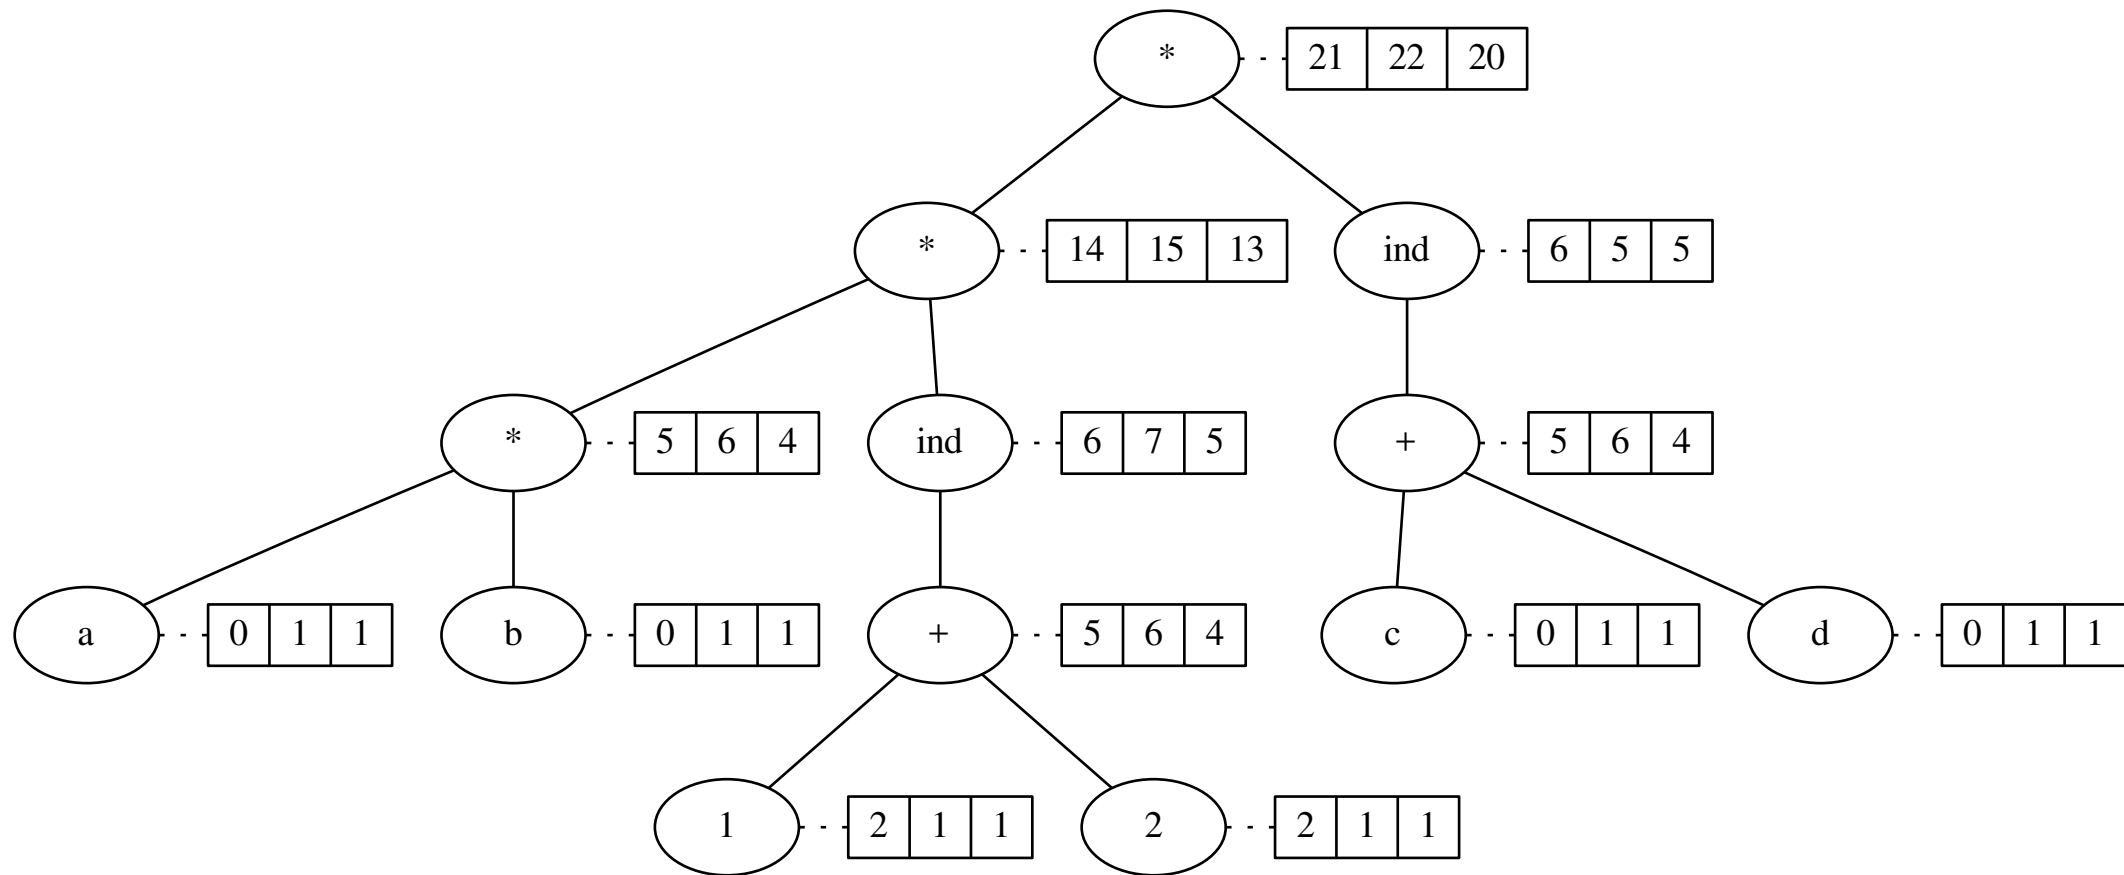 * 21 22 20
* 14 15 13 ind 6 5 5
* 5 6 4 ind 6 7 5 + 5 6 4
a 0 1 1 b 0 1 1 + 5 6 4 c 0 1 1 d 0 1 1
1 2 1 1 2 2 1 1